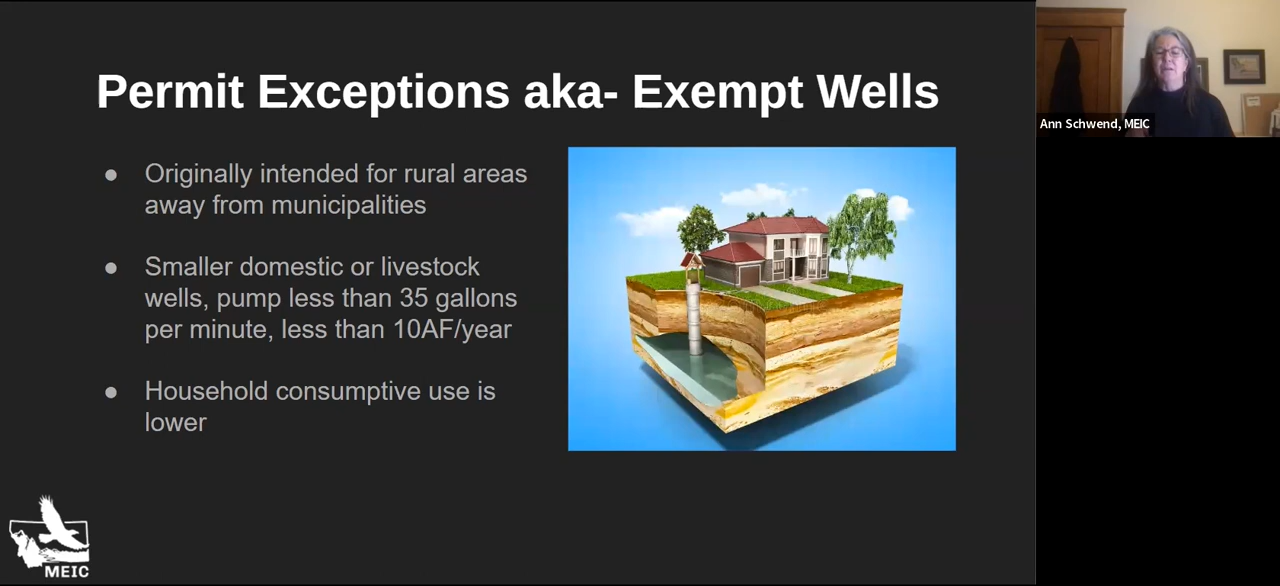 Permit Exceptions aka- Exempt Wells
● Originally intended for rural areas
away from municipalities
● Smaller domestic or livestock
wells, pump less than 35 gallons
per minute, less than 10AF/year
● Household consumptive use is
lower
MEIC
Ann Schwend, MEIC